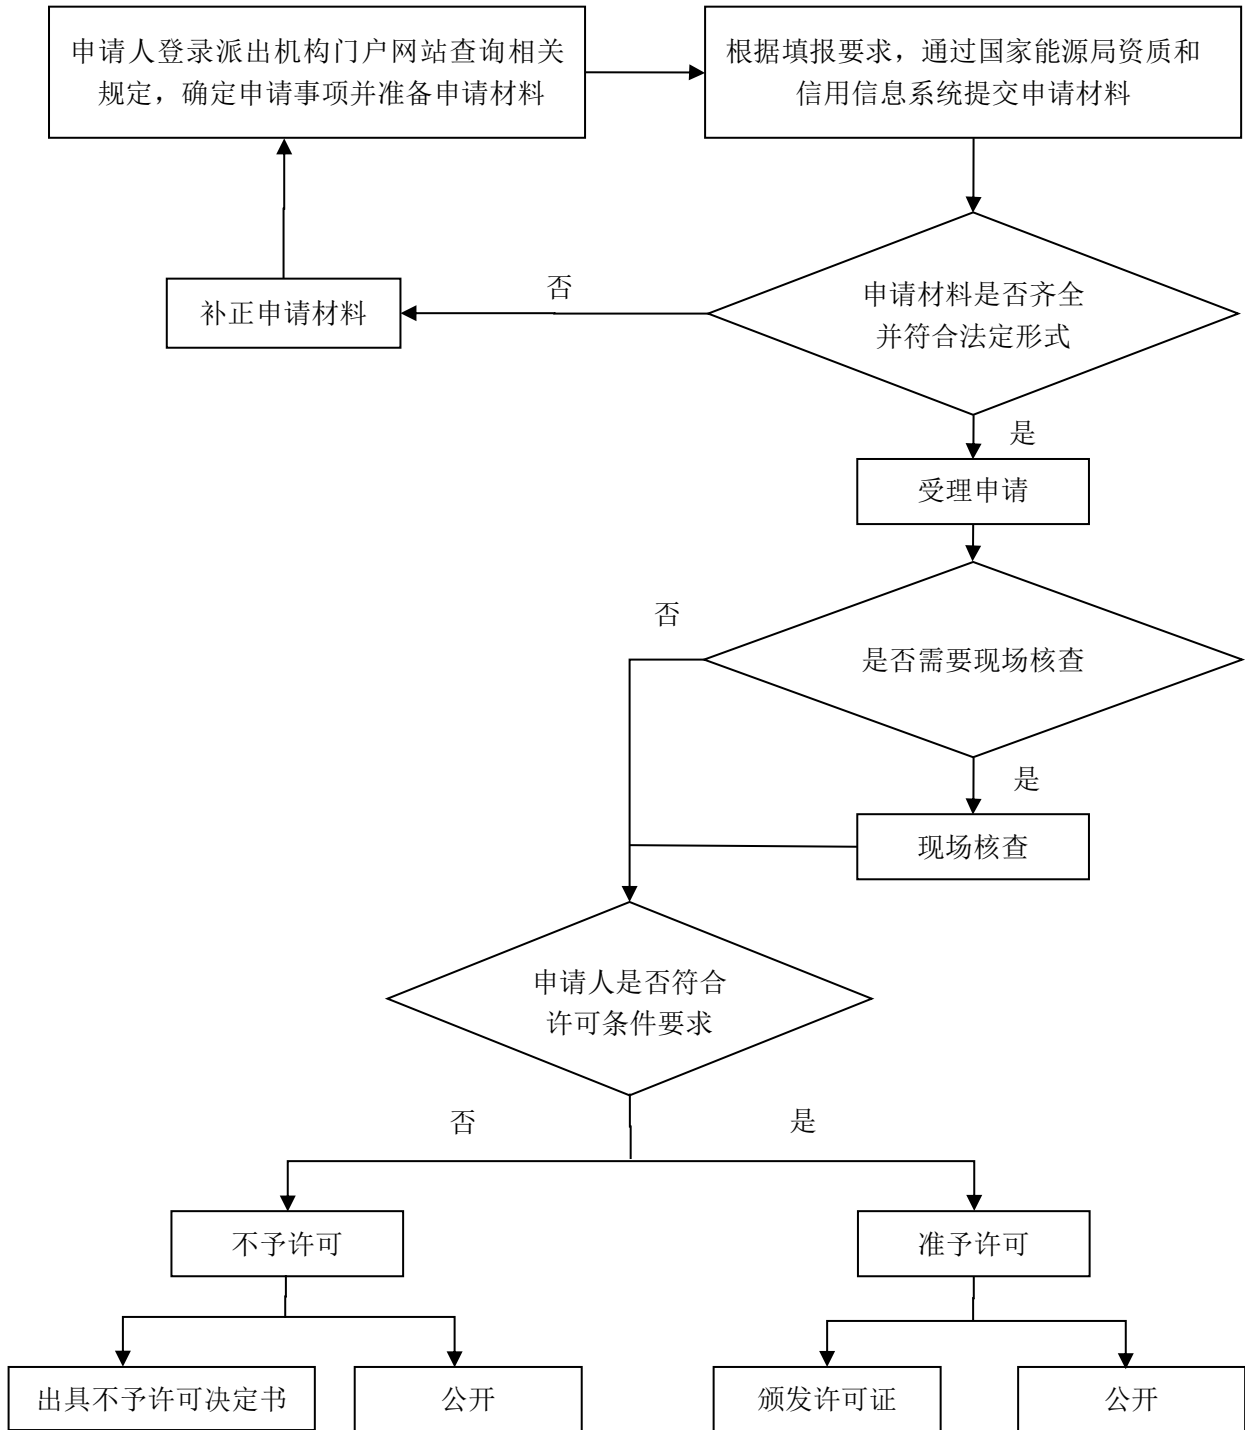 申请人登录派出机构门户网站查询相关
规定，确定申请事项并准备申请材料
根据填报要求，通过国家能源局资质和
信用信息系统提交申请材料
否
补正申请材料
申请材料是否齐全
并符合法定形式
是
受理申请
否
是否需要现场核查
是
现场核查
申请人是否符合
许可条件要求
否
是
不予许可
准予许可
出具不予许可决定书
公开
颁发许可证
公开